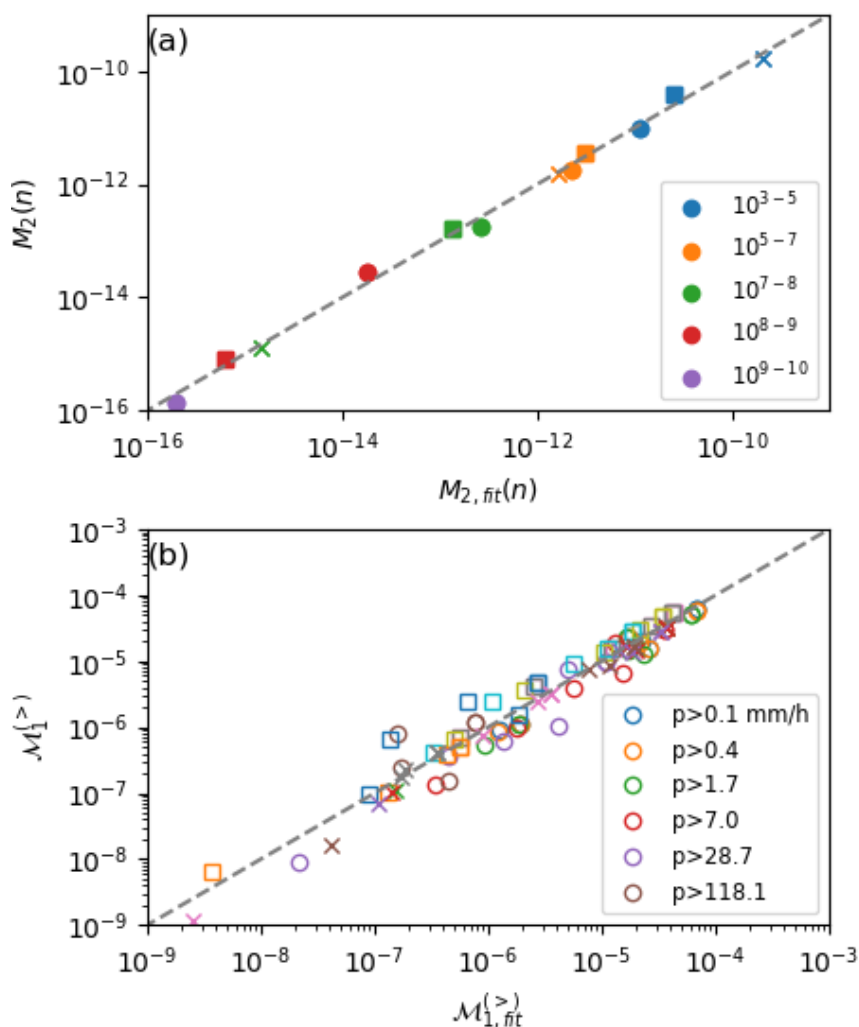 (a)
10^{-10}
10^{-12}
10^{-14}
10^{-16}
M_2(n)
10^{3-5}
10^{5-7}
10^{7-8}
10^{8-9}
10^{9-10}
10^{-16} 10^{-14} 10^{-12} 10^{-10}
M_{2, fit}(n)
(b)
10^{-3}
10^{-4}
10^{-5}
10^{-6}
10^{-7}
10^{-8}
10^{-9}
ℳ_1^{(>)}
p>0.1 mm/h
p>0.4
p>1.7
p>7.0
p>28.7
p>118.1
10^{-9} 10^{-8} 10^{-7} 10^{-6} 10^{-5} 10^{-4} 10^{-3}
ℳ_{1, fit}^{(>)}